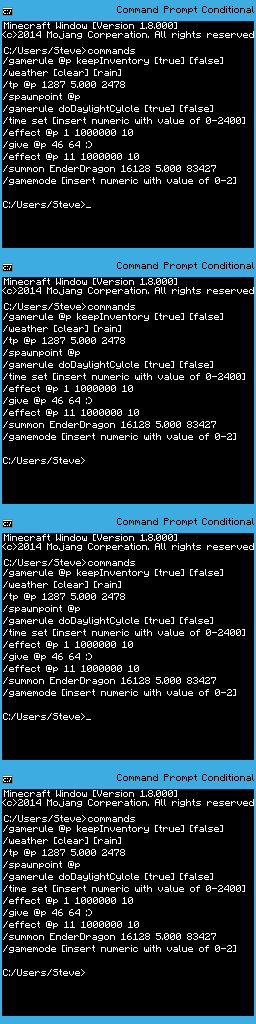 Command Prompt Conditional
Minecraft Window [Version 1.8.000]
<c>2014 Mojang Corperation. All rights reserved
C:/Users/Steve>commands
/gamerule @p keepInventory [true] [false]
/weather [clear] [rain]
/tp @p 1287 5.000 2478
/spawnpoint @p
/gamerule doDaylightCylcle [true] [false]
/time set [insert numeric with value of 0-2400]
/effect @p 1 1000000 10
/give @p 46 64 :)
/effect @p 11 1000000 10
/summon EnderDragon 16128 5.000 83427
/gamemode [insert numeric with value of 0-2]
C:/Users/Steve>_
Command Prompt Conditional
Minecraft Window [Version 1.8.000]
<c>2014 Mojang Corperation. All rights reserved
C:/Users/Steve>commands
/gamerule @p keepInventory [true] [false]
/weather [clear] [rain]
/tp @p 1287 5.000 2478
/spawnpoint @p
/gamerule doDaylightCylcle [true] [false]
/time set [insert numeric with value of 0-2400]
/effect @p 1 1000000 10
/give @p 46 64 :)
/effect @p 11 1000000 10
/summon EnderDragon 16128 5.000 83427
/gamemode [insert numeric with value of 0-2]
C:/Users/Steve>
Command Prompt Conditional
Minecraft Window [Version 1.8.000]
<c>2014 Mojang Corperation. All rights reserved
C:/Users/Steve>commands
/gamerule @p keepInventory [true] [false]
/weather [clear] [rain]
/tp @p 1287 5.000 2478
/spawnpoint @p
/gamerule doDaylightCylcle [true] [false]
/time set [insert numeric with value of 0-2400]
/effect @p 1 1000000 10
/give @p 46 64 :)
/effect @p 11 1000000 10
/summon EnderDragon 16128 5.000 83427
/gamemode [insert numeric with value of 0-2]
C:/Users/Steve>_
Command Prompt Conditional
Minecraft Window [Version 1.8.000]
<c>2014 Mojang Corperation. All rights reserved
C:/Users/Steve>commands
/gamerule @p keepInventory [true] [false]
/weather [clear] [rain]
/tp @p 1287 5.000 2478
/spawnpoint @p
/gamerule doDaylightCylcle [true] [false]
/time set [insert numeric with value of 0-2400]
/effect @p 1 1000000 10
/give @p 46 64 :)
/effect @p 11 1000000 10
/summon EnderDragon 16128 5.000 83427
/gamemode [insert numeric with value of 0-2]
C:/Users/Steve>